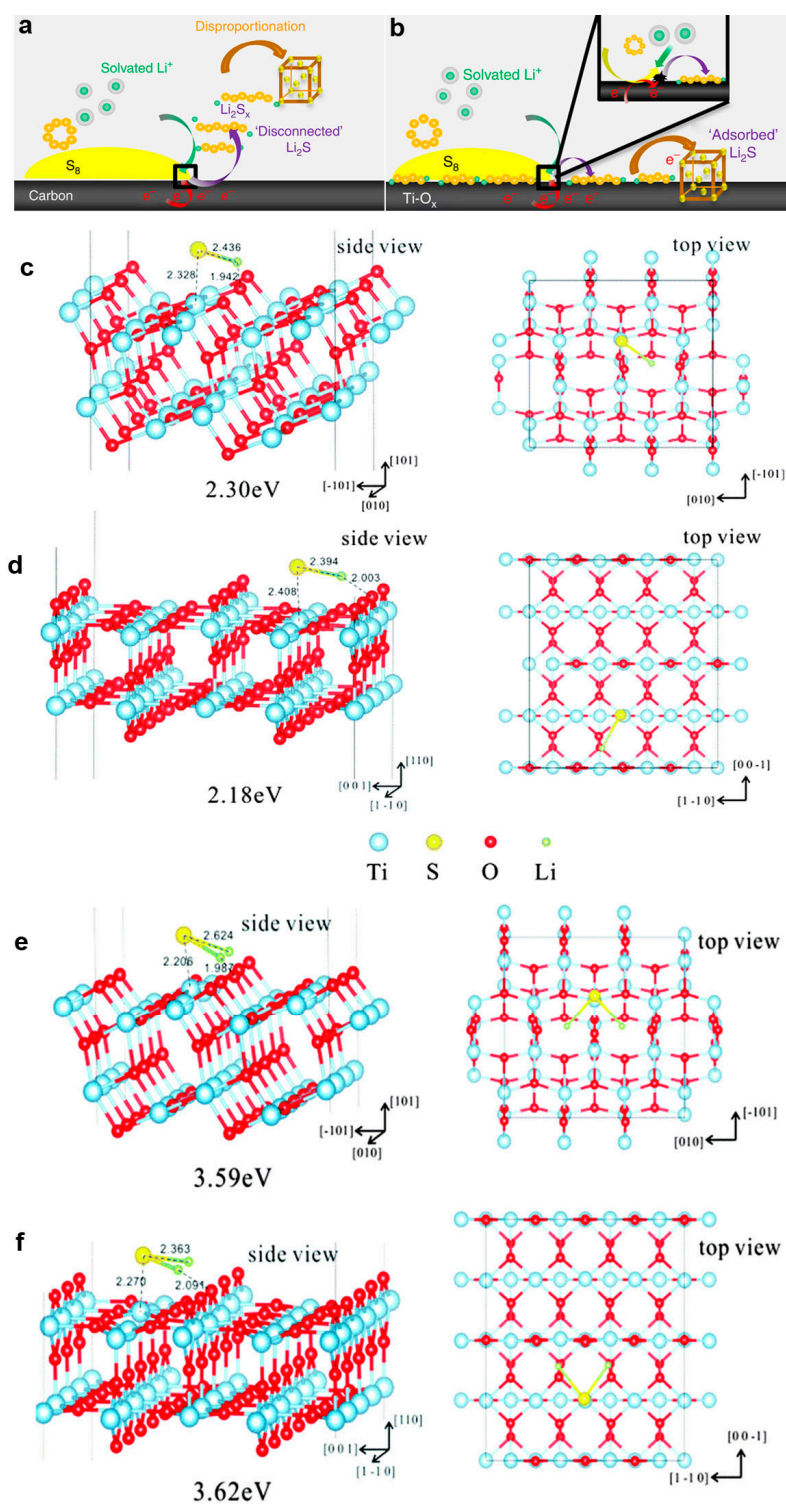 a
Disproportionation
Solvated Li+
Li2Sx
'Disconnected'
Li2S
S8
Carbon
e- e- e- e-
b
Solvated Li+
e- e-
'Adsorbed'
Li2S
e-
S8
Ti-Ox
e- e- e- e-
c
side view
2.436
2.328
1.942
[101]
[-101]
[010]
2.30eV
top view
[-101]
[010]
d
side view
2.394
2.003
2.408
[110]
[001]
[1-10]
2.18eV
top view
[00-1]
[1-10]
Ti S O Li
e
side view
2.624
2.206
1.987
[101]
[-101]
[010]
3.59eV
top view
[-101]
[010]
f
side view
2.363
2.270
2.091
[110]
[001]
[1-10]
3.62eV
top view
[00-1]
[1-10]